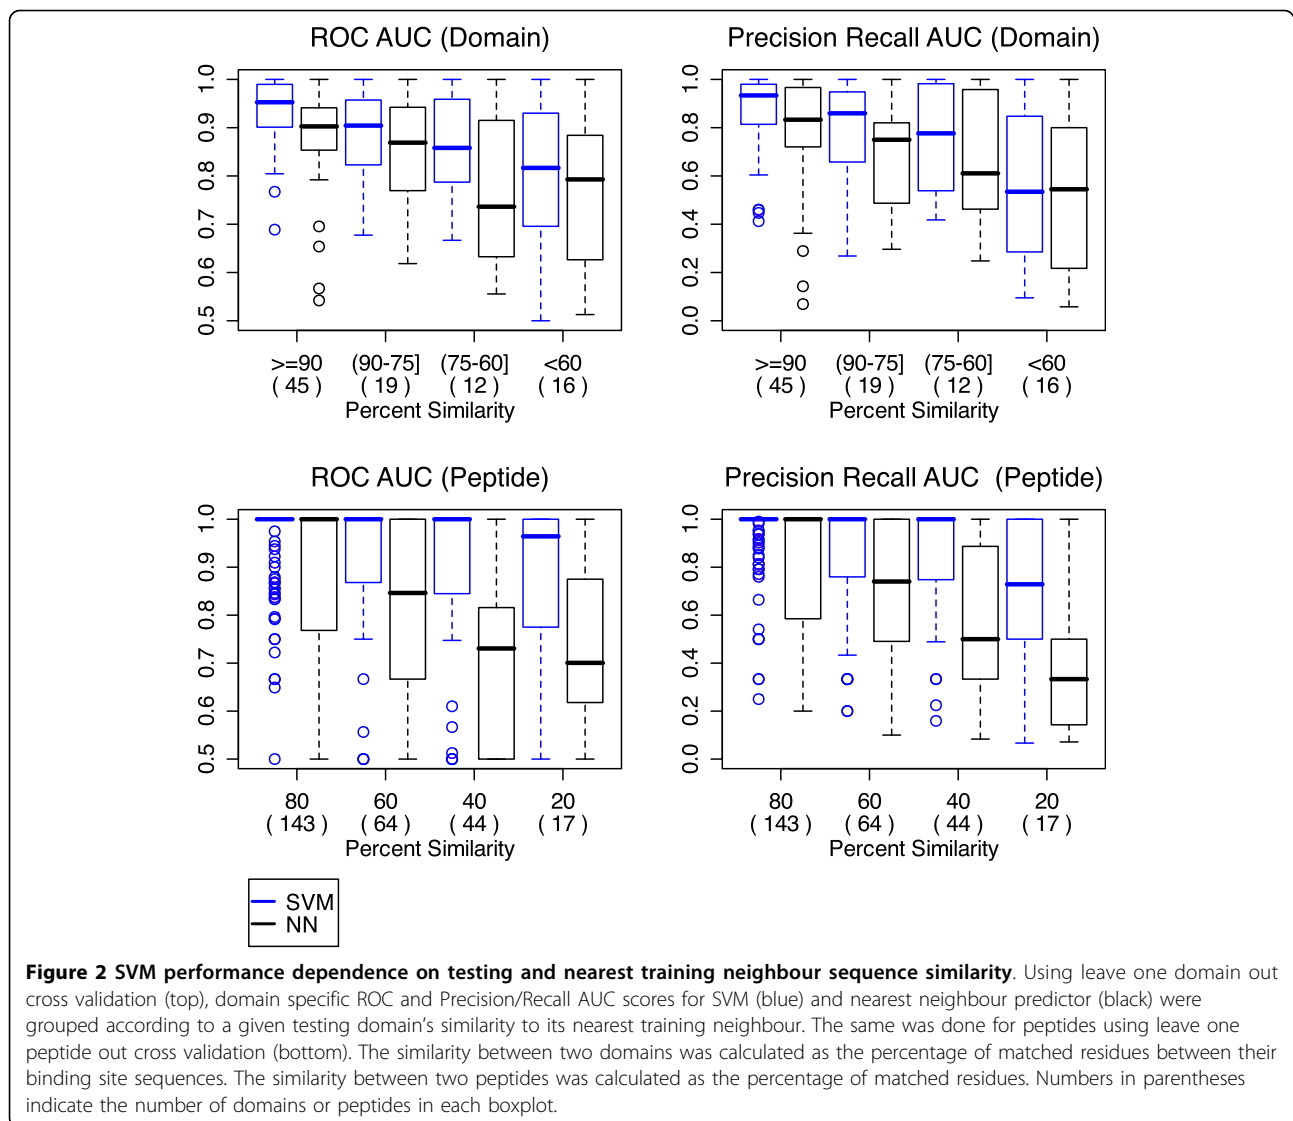 ROC AUC (Domain)
1.0
0.9
0.8
0.7
0.6
0.5
>=90 (90-75] (75-60] <60
( 45 ) ( 19 ) ( 12 ) ( 16 )
Percent Similarity
Precision Recall AUC (Domain)
1.0
0.8
0.6
0.4
0.2
0.0
>=90 (90-75] (75-60] <60
( 45 ) ( 19 ) ( 12 ) ( 16 )
Percent Similarity
ROC AUC (Peptide)
1.0
0.9
0.8
0.7
0.6
0.5
80 60 40 20
( 143 ) ( 64 ) ( 44 ) ( 17 )
Percent Similarity
Precision Recall AUC (Peptide)
1.0
0.8
0.6
0.4
0.2
0.0
80 60 40 20
( 143 ) ( 64 ) ( 44 ) ( 17 )
Percent Similarity
SVM
NN
Figure 2 SVM performance dependence on testing and nearest training neighbour sequence similarity. Using leave one domain out
cross validation (top), domain specific ROC and Precision/Recall AUC scores for SVM (blue) and nearest neighbour predictor (black) were
grouped according to a given testing domain's similarity to its nearest training neighbour. The same was done for peptides using leave one
peptide out cross validation (bottom). The similarity between two domains was calculated as the percentage of matched residues between their
binding site sequences. The similarity between two peptides was calculated as the percentage of matched residues. Numbers in parentheses
indicate the number of domains or peptides in each boxplot.